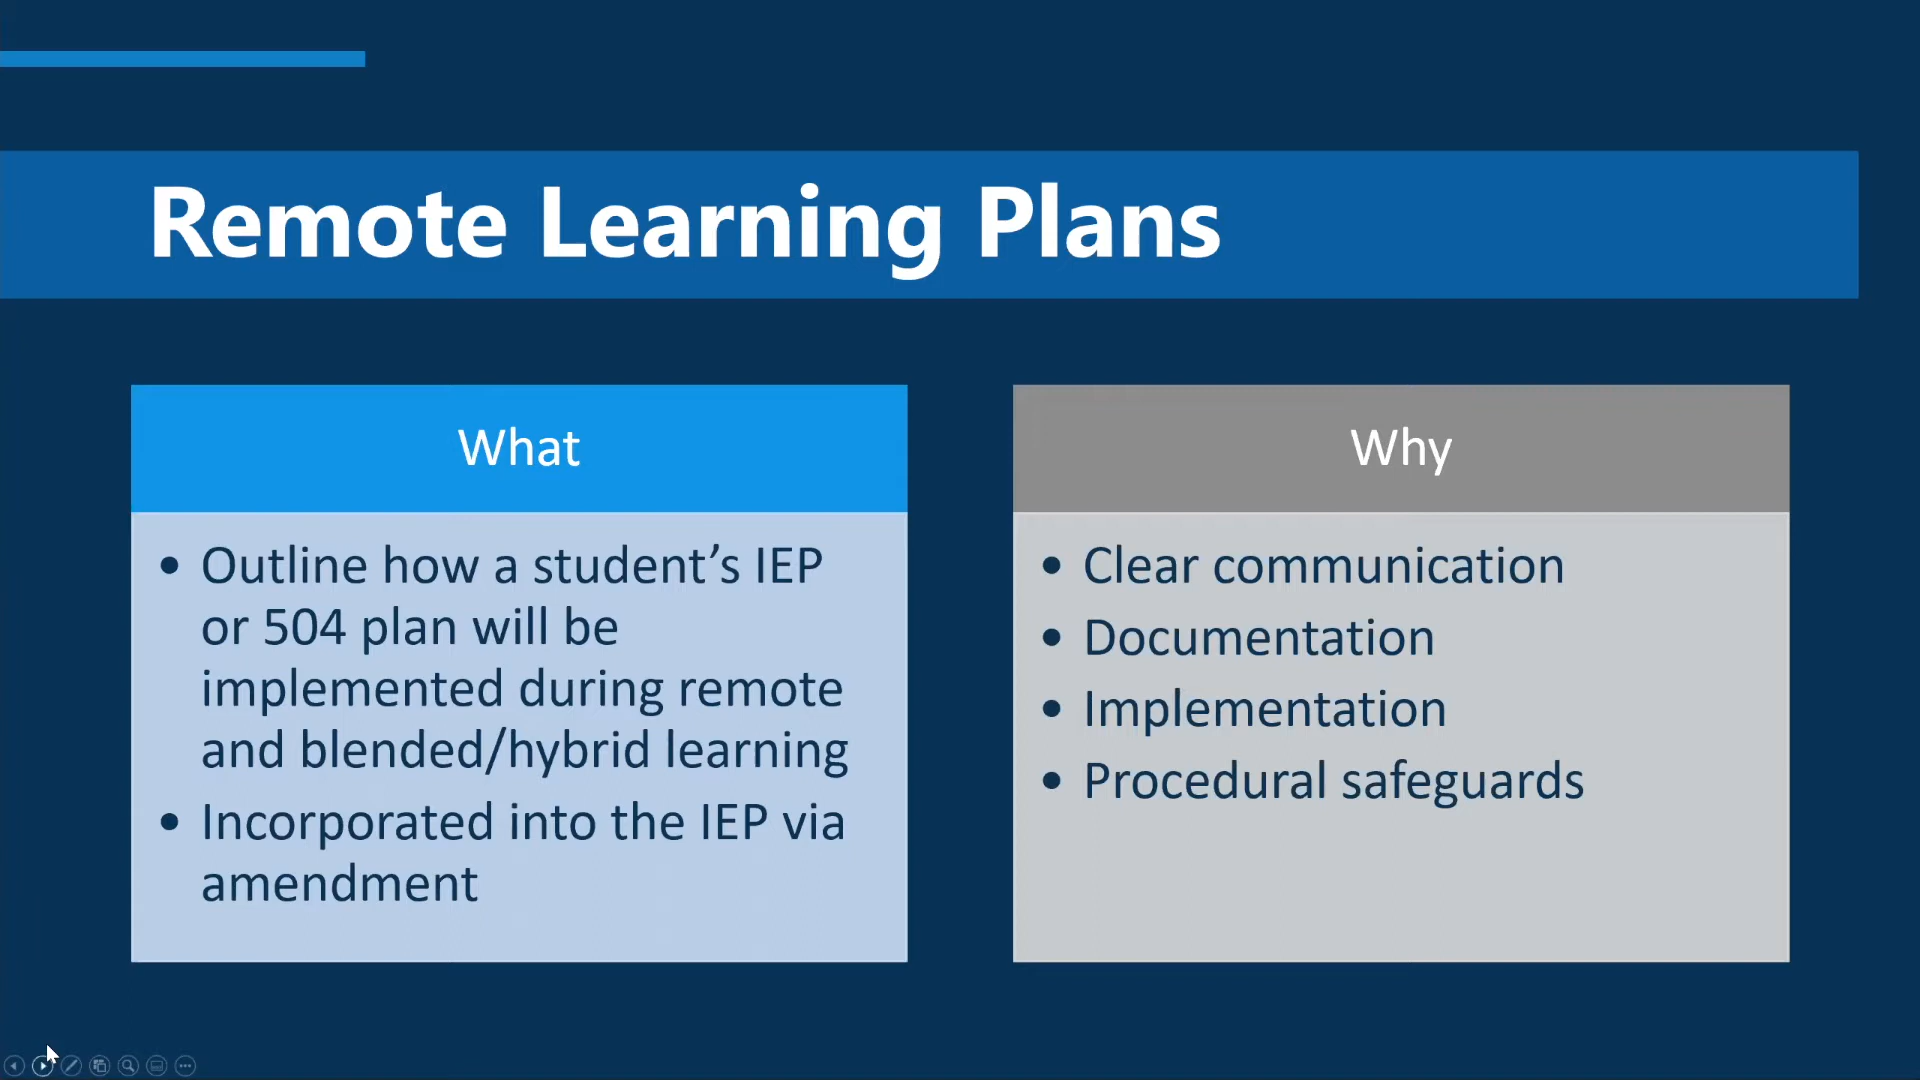 Remote Learning Plans
What
• Outline how a student’s IEP
or 504 plan will be
implemented during remote
and blended/hybrid learning
• Incorporated into the IEP via
amendment
Why
• Clear communication
• Documentation
• Implementation
• Procedural safeguards